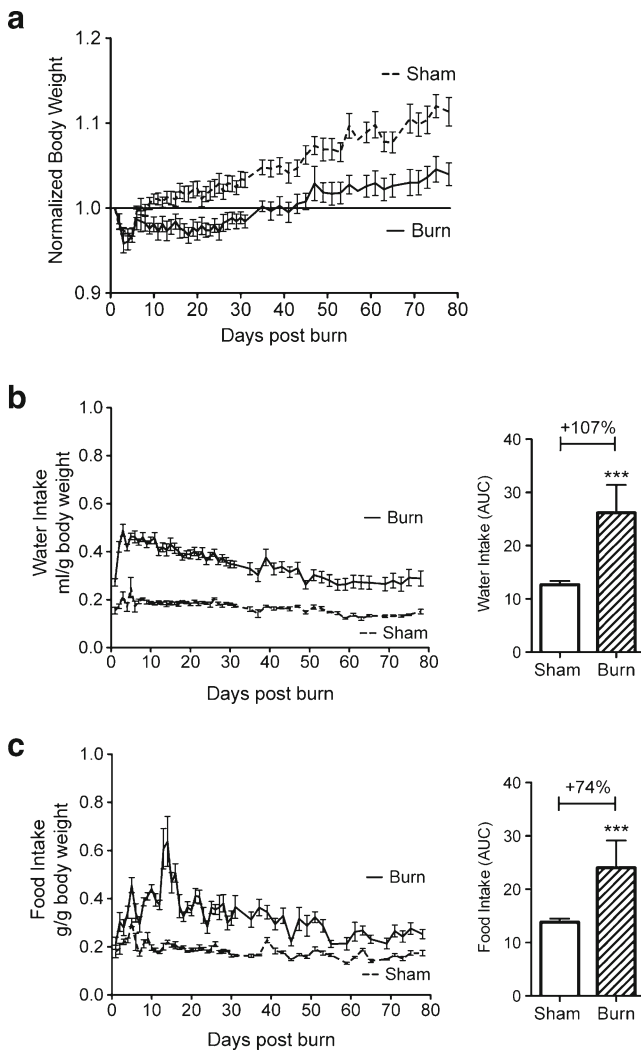 a
Normalized Body Weight
1.2
1.1
1.0
0.9
Sham
Burn
0 10 20 30 40 50 60 70 80
Days post burn
b
Water Intake
ml/g body weight
1.0
0.8
0.6
0.4
0.2
0.0
Burn
Sham
0 10 20 30 40 50 60 70 80
Days post burn
Water Intake (AUC)
40
30
20
10
0
+107%
***
Sham Burn
c
Food Intake
g/g body weight
1.0
0.8
0.6
0.4
0.2
0.0
Burn
Sham
0 10 20 30 40 50 60 70 80
Days post burn
Food Intake (AUC)
40
30
20
10
0
+74%
***
Sham Burn